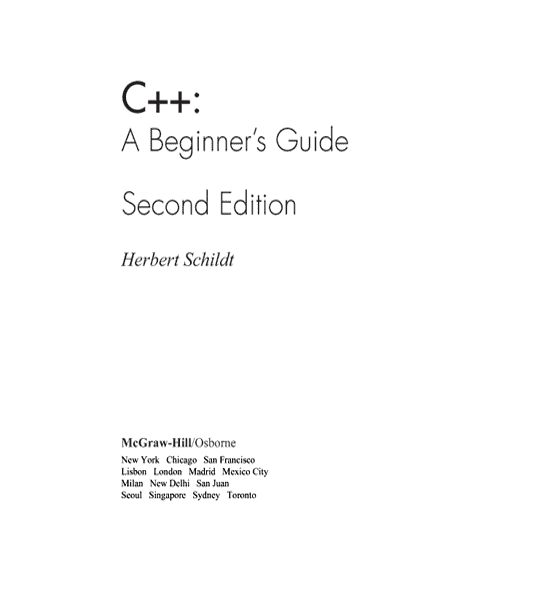 C++:
A Beginner's Guide
Second Edition
Herbert Schildt
McGraw-Hill/Osborne
New York Chicago San Francisco
Lisbon London Madrid Mexico City
Milan New Delhi San Juan
Seoul Singapore Sydney Toronto